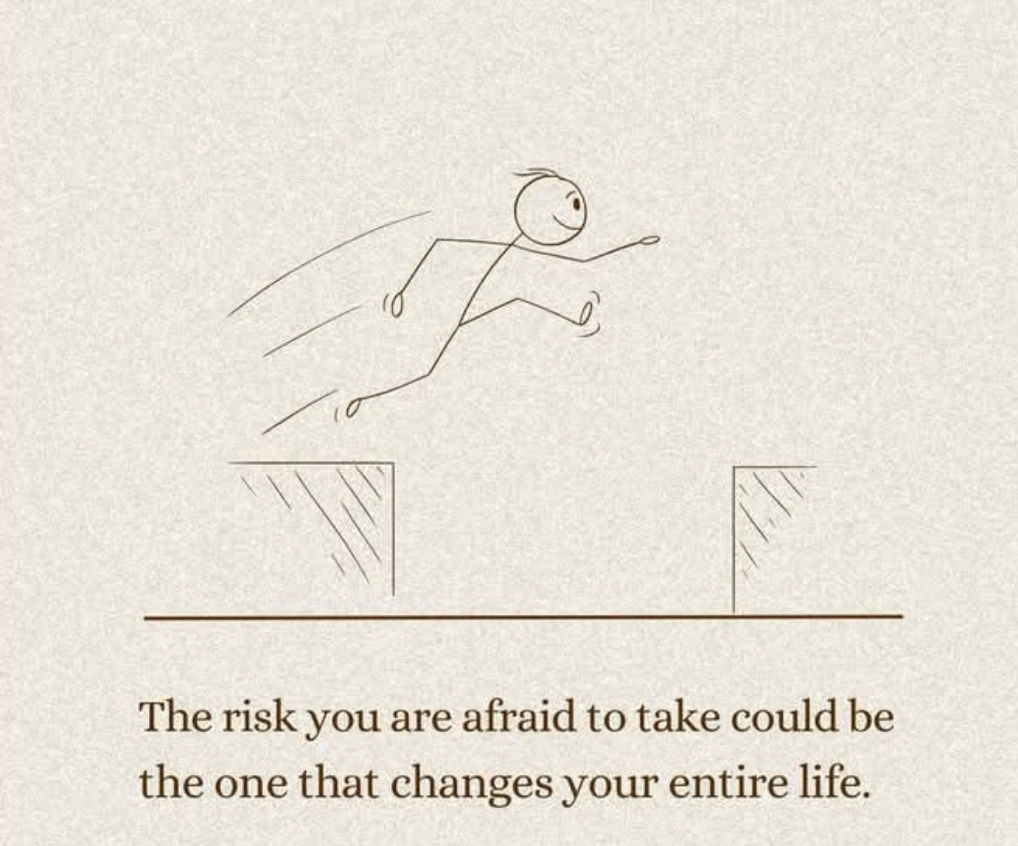 The risk you are afraid to take could be
the one that changes your entire life.